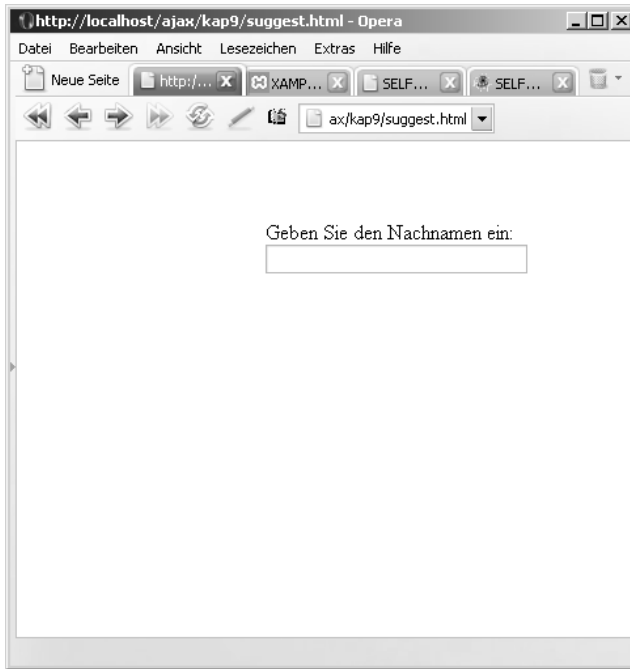 http://localhost/ajax/kap9/suggest.html - Opera
Datei Bearbeiten Ansicht Lesezeichen Extras Hilfe
Neue Seite http:/... XAMP... SELF... SELF...
ax/kap9/suggest.html
Geben Sie den Nachnamen ein: